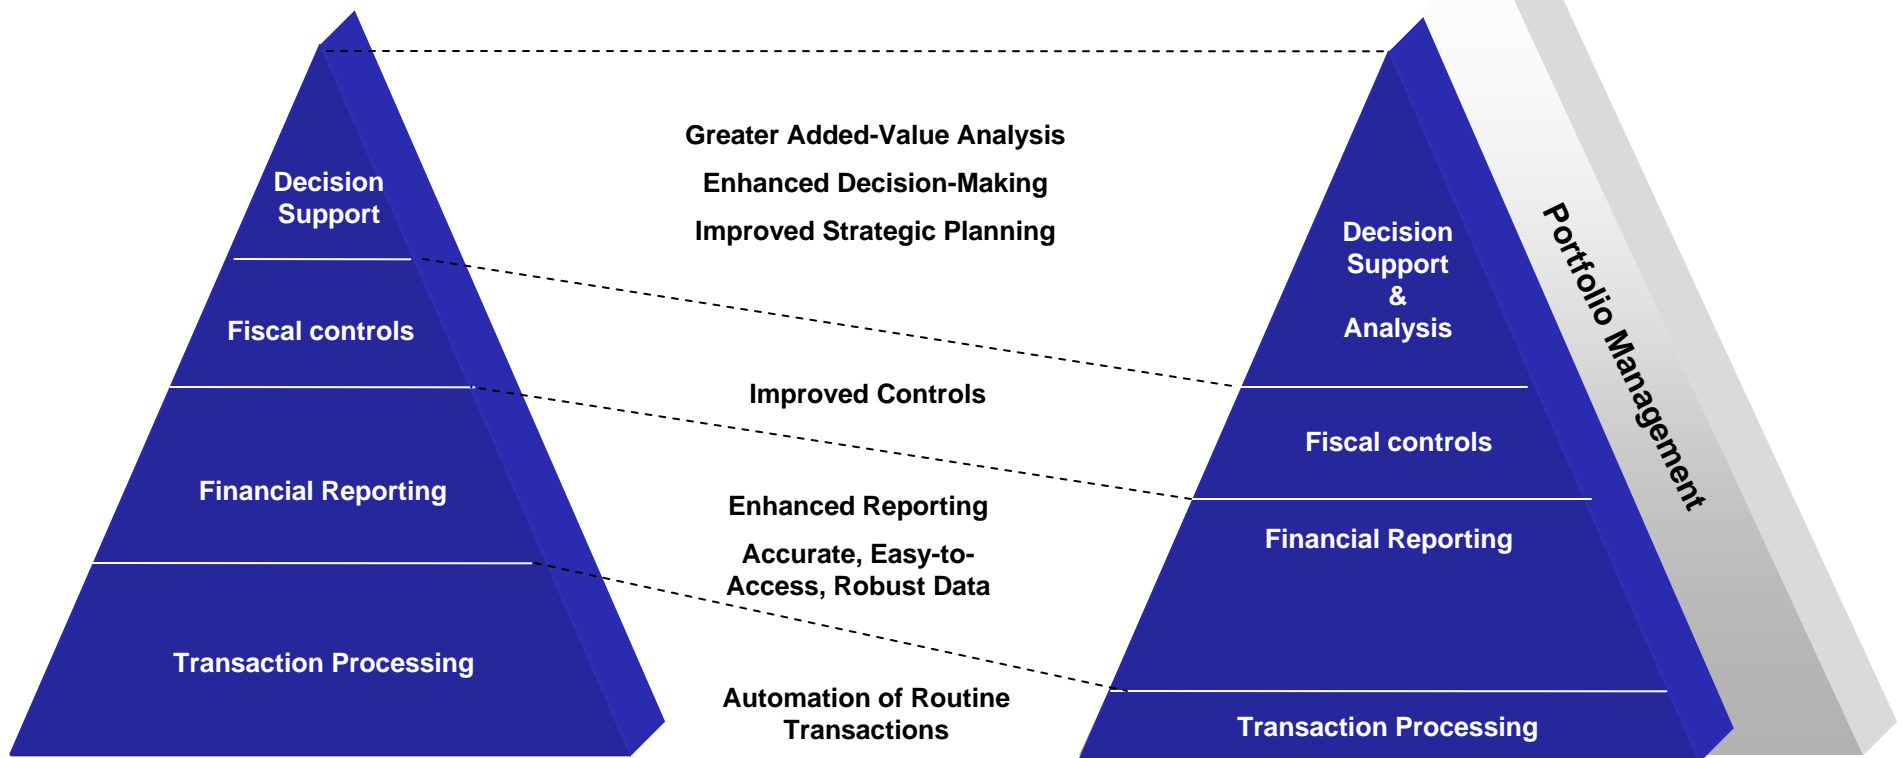 Decision
Support
Fiscal controls
Financial Reporting
Transaction Processing
Greater Added-Value Analysis
Enhanced Decision-Making
Improved Strategic Planning
Improved Controls
Enhanced Reporting
Accurate, Easy-to-
Access, Robust Data
Automation of Routine
Transactions
Decision
Support
&
Analysis
Fiscal controls
Financial Reporting
Transaction Processing
Portfolio Management